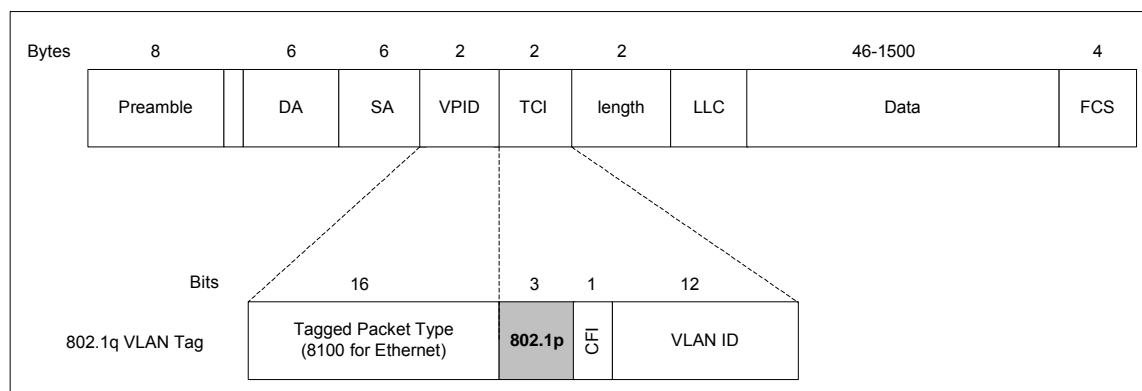 Bytes 8 6 6 2 2 2 46-1500 4
Preamble DA SA VPID TCI length LLC Data FCS
Bits 16 3 1 12
802.1q VLAN Tag
Tagged Packet Type
(8100 for Ethernet)
802.1p
CFI
VLAN ID